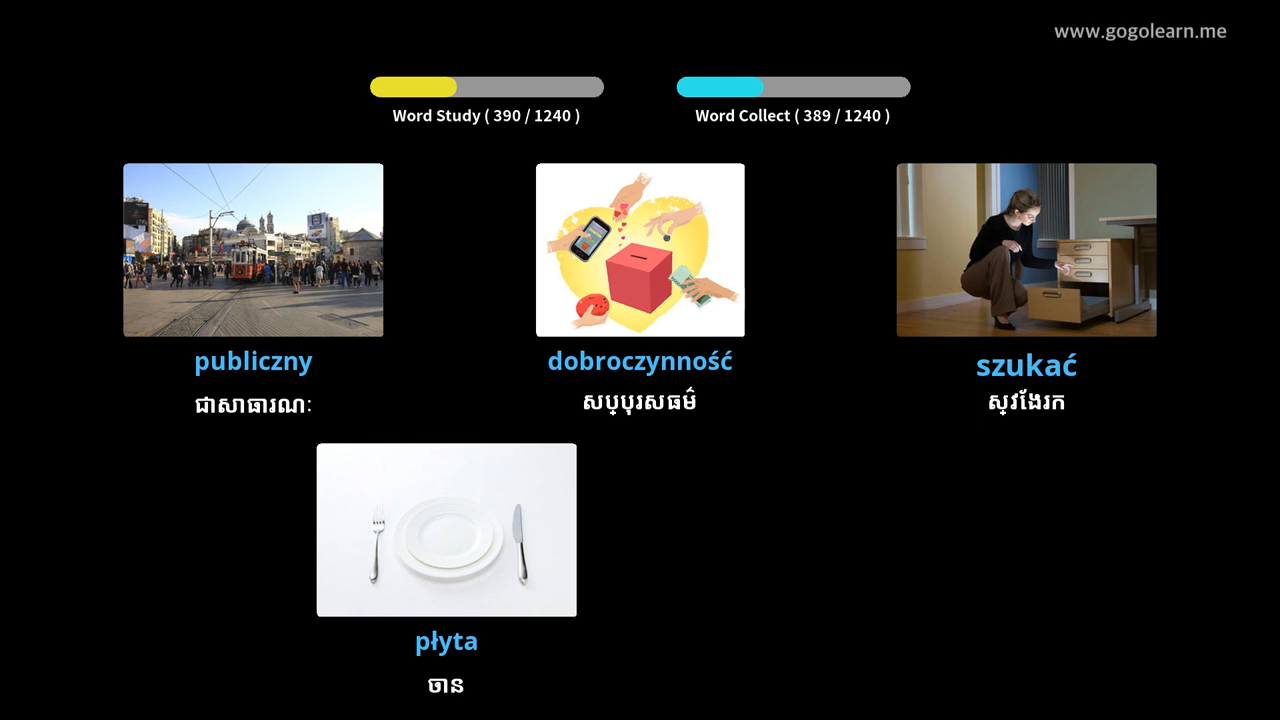 www.gogolearn.me
Word Study ( 390 / 1240 )
Word Collect ( 389 / 1240 )
publiczny
dobroczynność
szukać
ជាសាធារណៈ
សប្បុរសធម៌
ស្វែងរក
płyta
ចាន